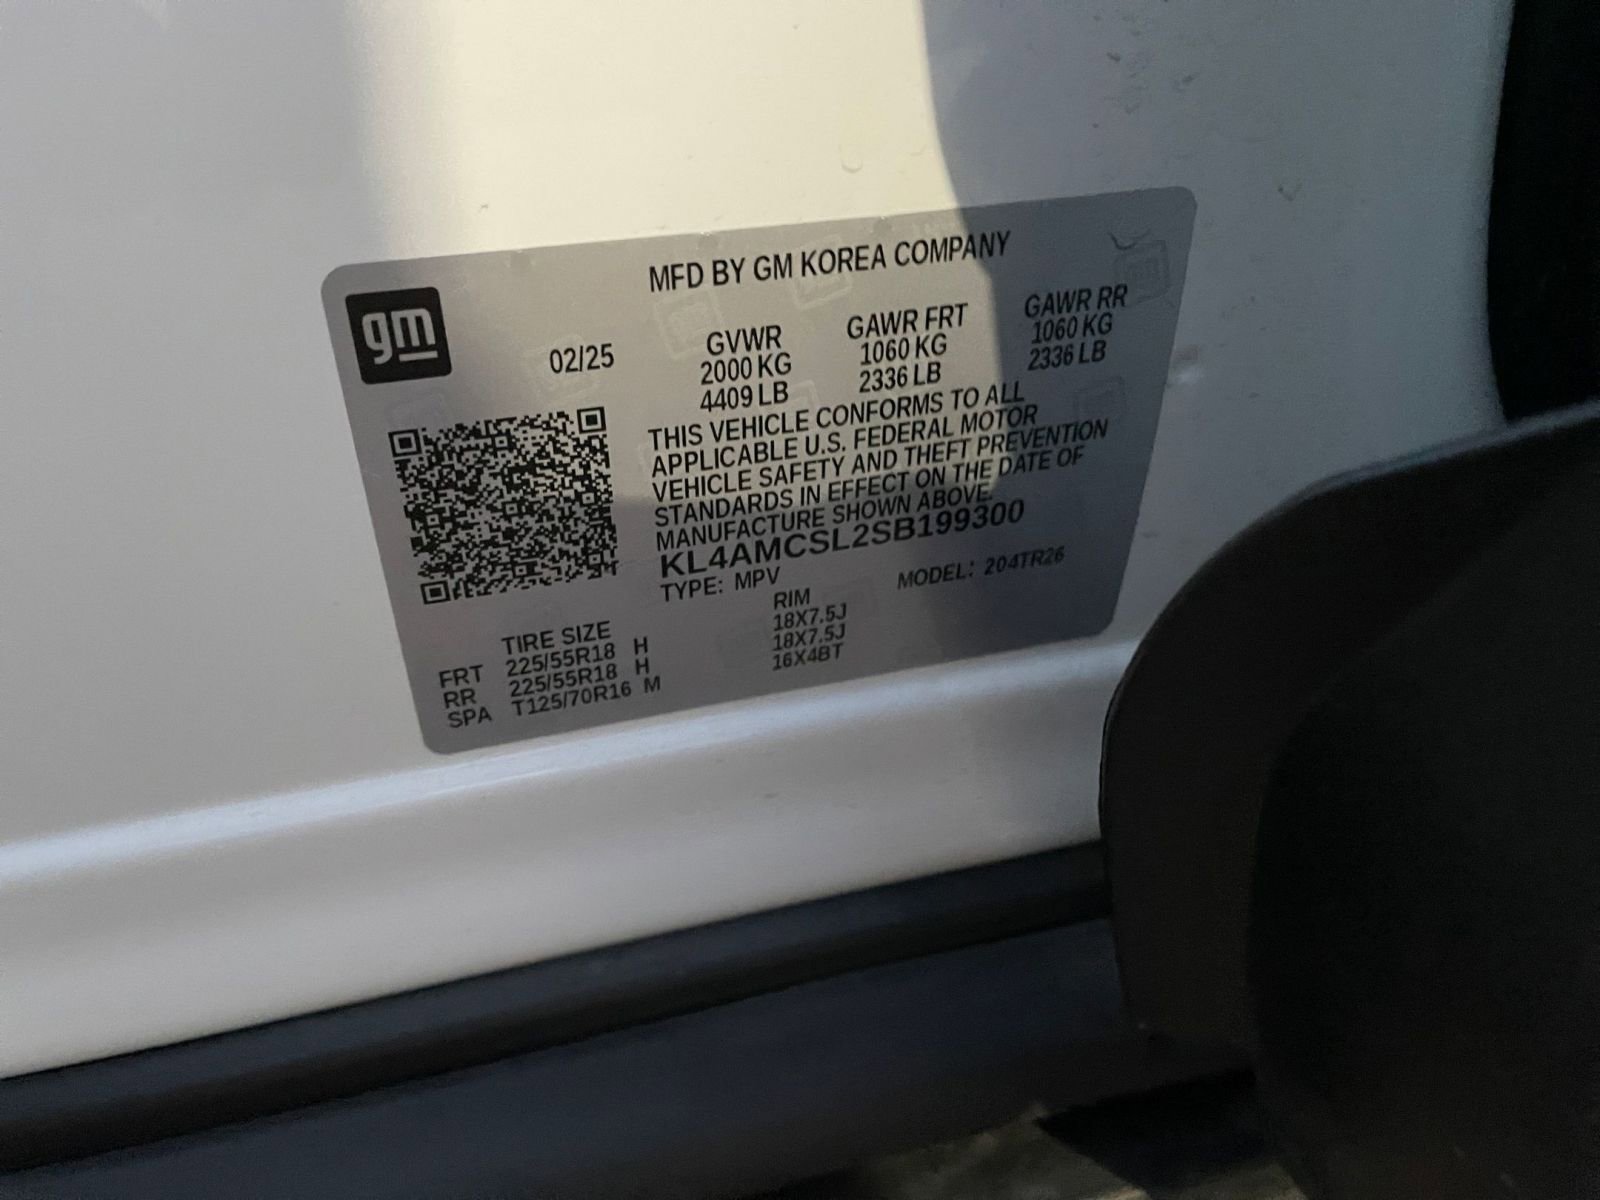 MFD BY GM KOREA COMPANY
gm
02/25
GVWR
2000 KG
4409 LB
GAWR FRT
1060 KG
2336 LB
GAWR RR
1060 KG
2336 LB
THIS VEHICLE CONFORMS TO ALL
APPLICABLE U.S. FEDERAL MOTOR
VEHICLE SAFETY AND THEFT PREVENTION
STANDARDS IN EFFECT ON THE DATE OF
MANUFACTURE SHOWN ABOVE.
KL4AMCSL2SB199300
TYPE: MPV MODEL: 204TR26
TIRE SIZE RIM
FRT 225/55R18 H 18X7.5J
RR 225/55R18 H 18X7.5J
SPA T125/70R16 M 16X4BT